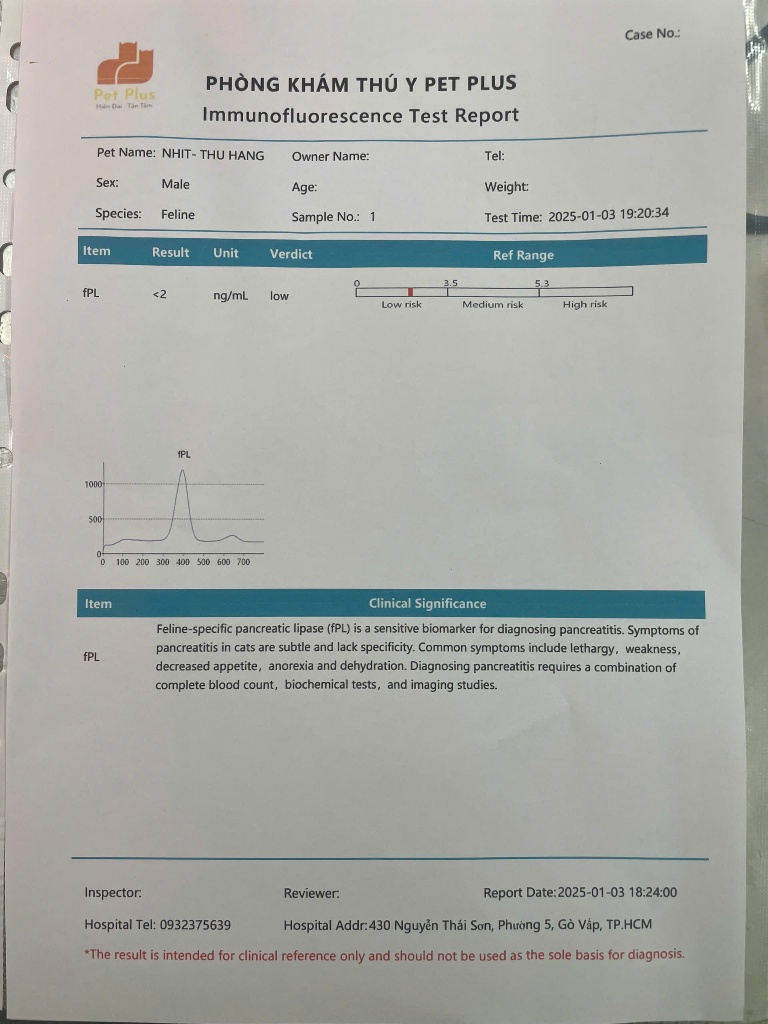 Case No.:
Pet Plus
Hiện Đại - Tận Tâm
PHÒNG KHÁM THÚ Y PET PLUS
Immunofluorescence Test Report
Pet Name: NHIT- THU HANG Owner Name: Tel:
Sex: Male Age: Weight:
Species: Feline Sample No.: 1 Test Time: 2025-01-03 19:20:34
Item Result Unit Verdict Ref Range
0 3.5 5.3
fPL <2 ng/mL low
Low risk Medium risk High risk
fPL
1000
500
0
0 100 200 300 400 500 600 700
Item Clinical Significance
fPL
Feline-specific pancreatic lipase (fPL) is a sensitive biomarker for diagnosing pancreatitis. Symptoms of
pancreatitis in cats are subtle and lack specificity. Common symptoms include lethargy, weakness,
decreased appetite, anorexia and dehydration. Diagnosing pancreatitis requires a combination of
complete blood count, biochemical tests, and imaging studies.
Inspector: Reviewer: Report Date:2025-01-03 18:24:00
Hospital Tel: 0932375639 Hospital Addr:430 Nguyễn Thái Sơn, Phường 5, Gò Vấp, TP.HCM
*The result is intended for clinical reference only and should not be used as the sole basis for diagnosis.